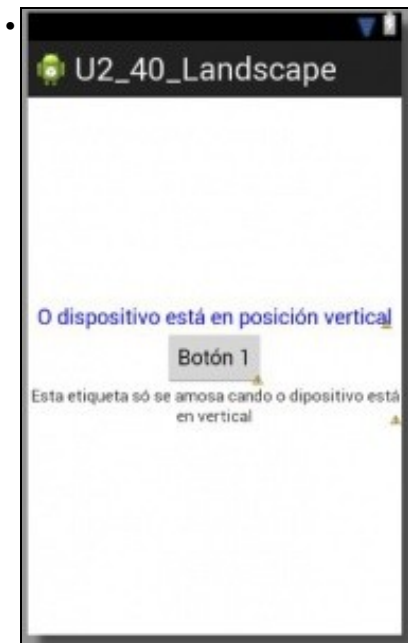 U2_40_Landscape
O dispositivo está en posición vertical
Botón 1
Esta etiqueta só se amosa cando o dipositivo está
en vertical